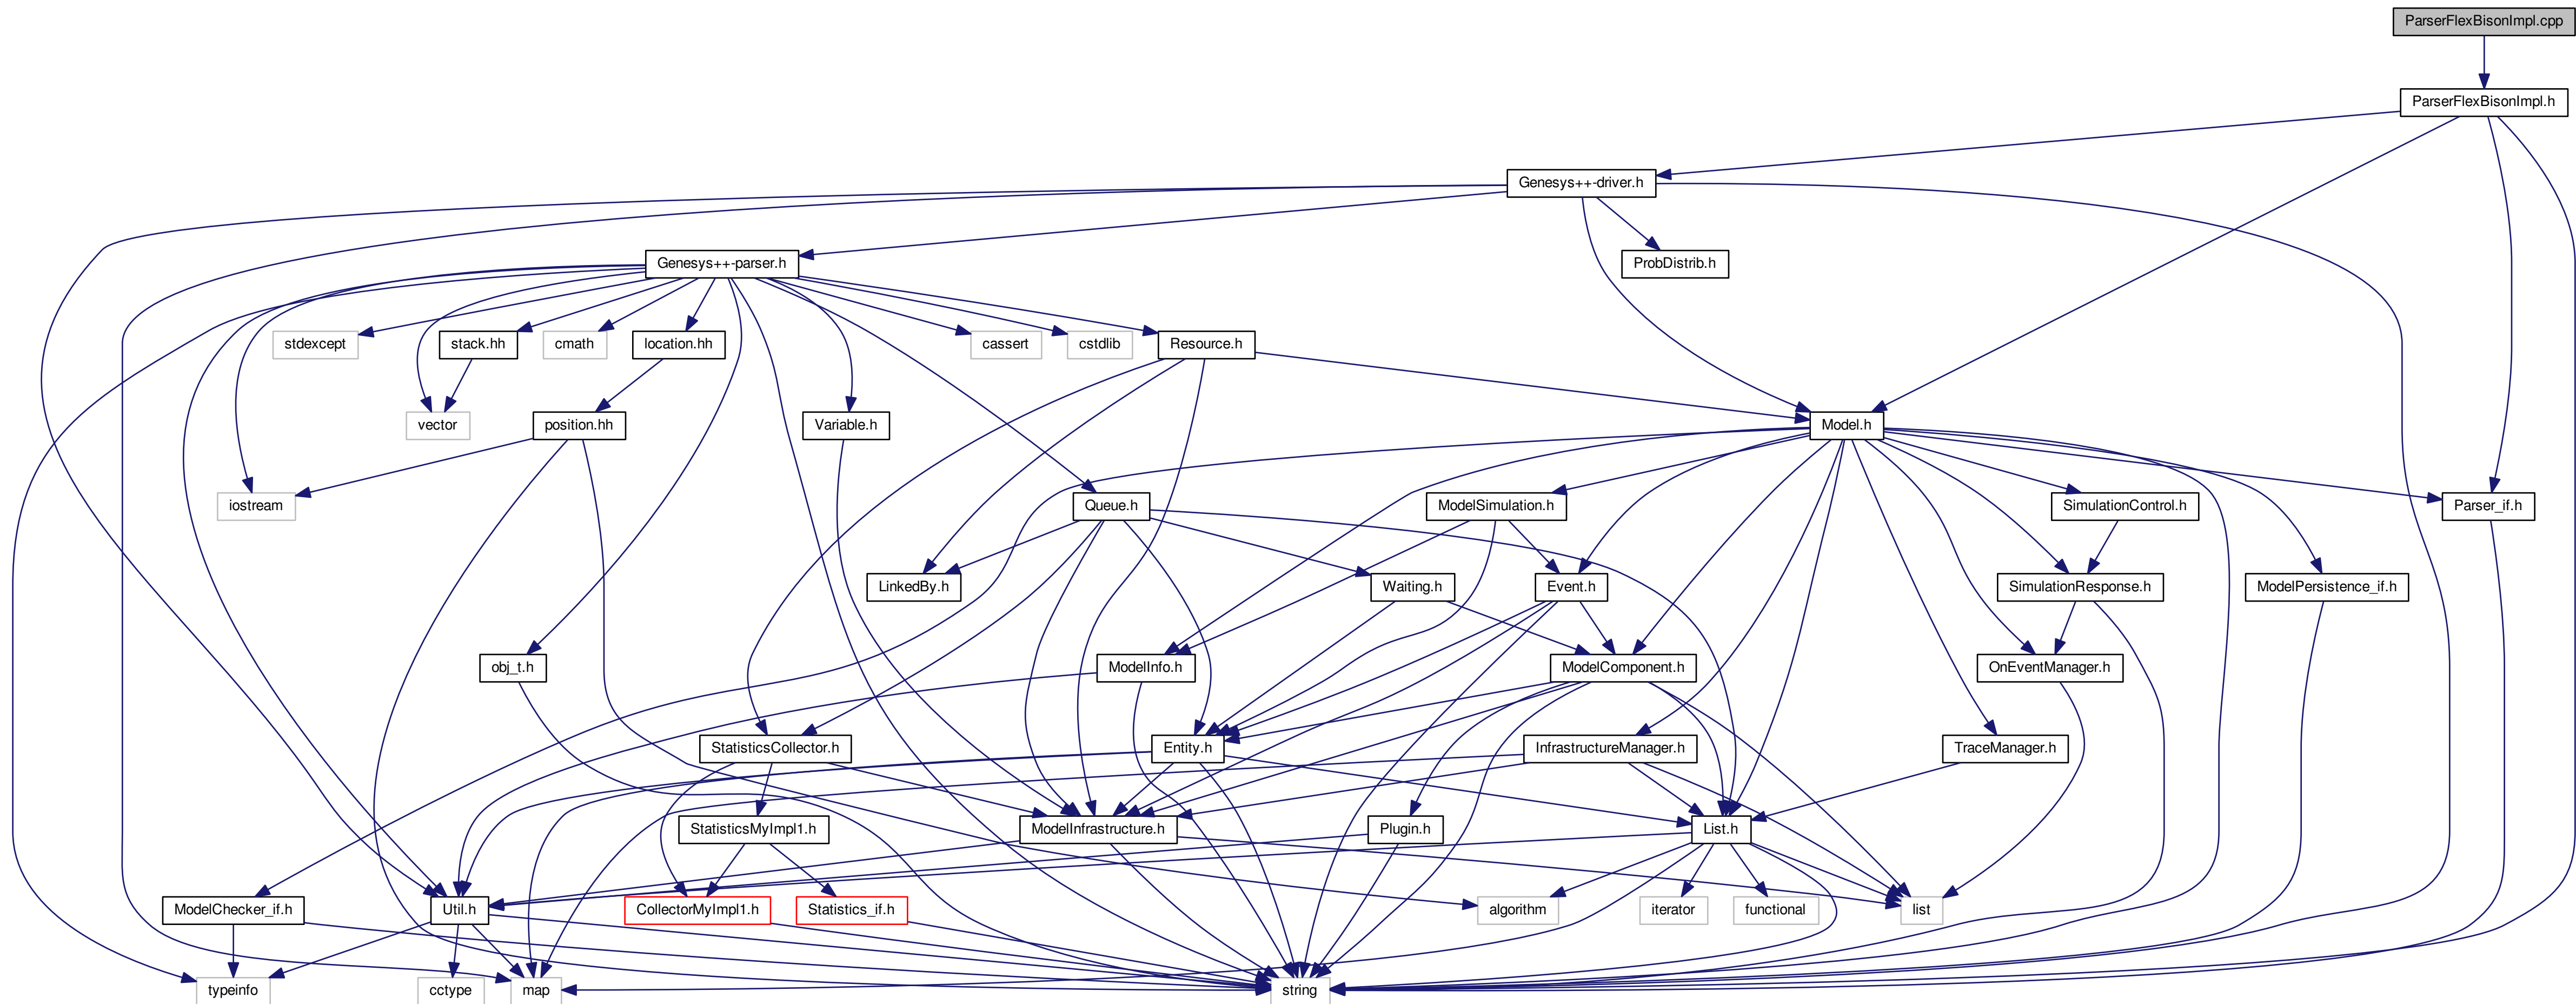 ParserFlexBisonImpl.cpp
ParserFlexBisonImpl.h
Genesys++-driver.h
Genesys++-parser.h
ProbDistrib.h
stdexcept
stack.hh
cmath
location.hh
cassert
cstdlib
Resource.h
vector
position.hh
Variable.h
Model.h
iostream
Queue.h
ModelSimulation.h
SimulationControl.h
Parser_if.h
LinkedBy.h
Waiting.h
Event.h
SimulationResponse.h
ModelPersistence_if.h
obj_t.h
ModelInfo.h
ModelComponent.h
OnEventManager.h
StatisticsCollector.h
Entity.h
InfrastructureManager.h
TraceManager.h
StatisticsMyImpl1.h
ModelInfrastructure.h
Plugin.h
List.h
ModelChecker_if.h
Util.h
CollectorMyImpl1.h
Statistics_if.h
algorithm
iterator
functional
list
typeinfo
cctype
map
string